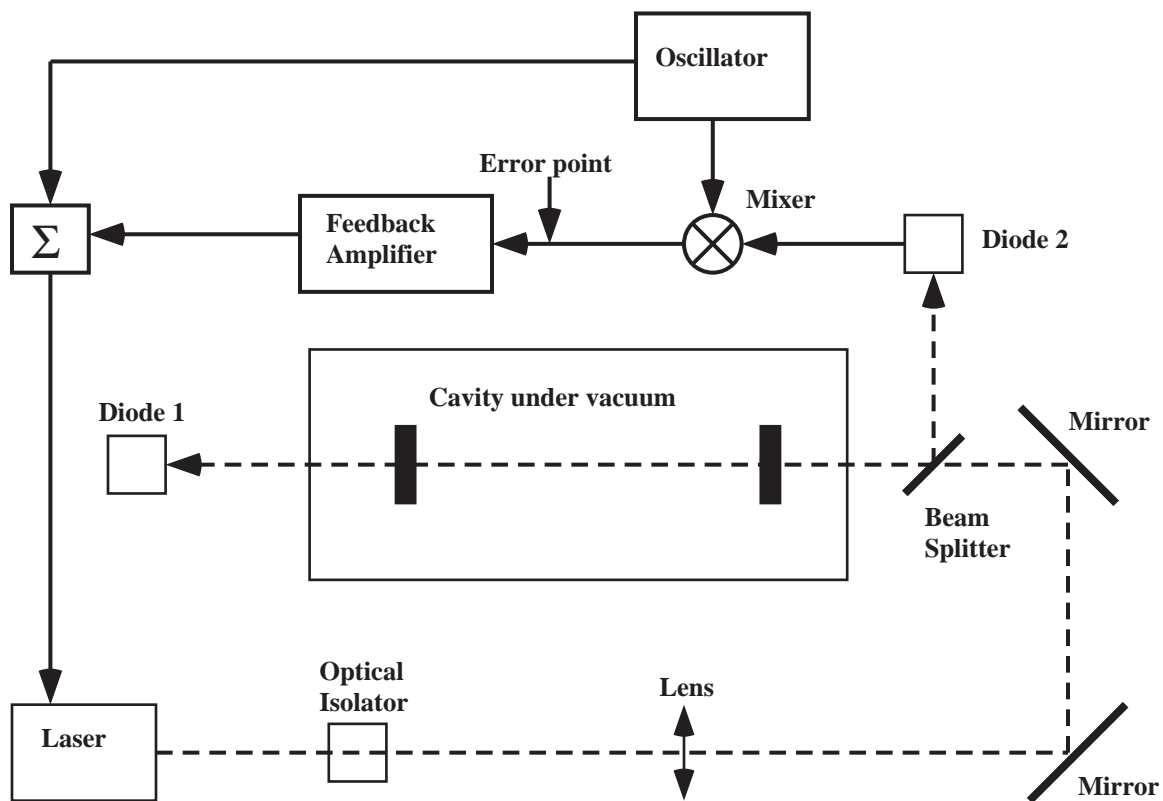 Oscillator
Error point
Mixer
Feedback
Amplifier
Σ
Diode 2
Cavity under vacuum
Diode 1
Mirror
Beam
Splitter
Optical
Isolator
Lens
Laser
Mirror